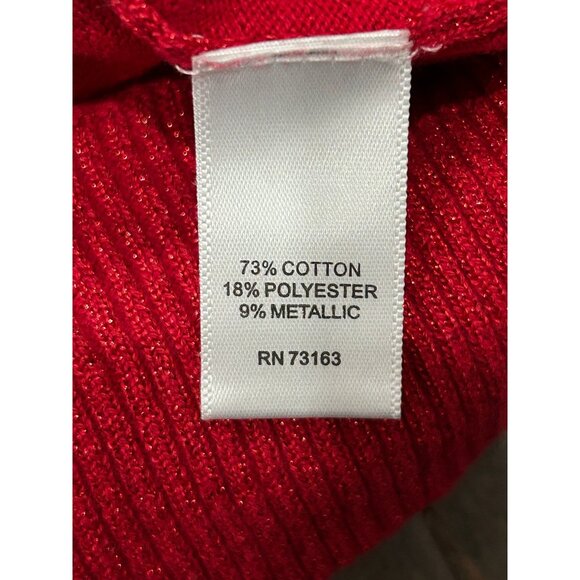 73% COTTON
18% POLYESTER
9% METALLIC
RN 73163